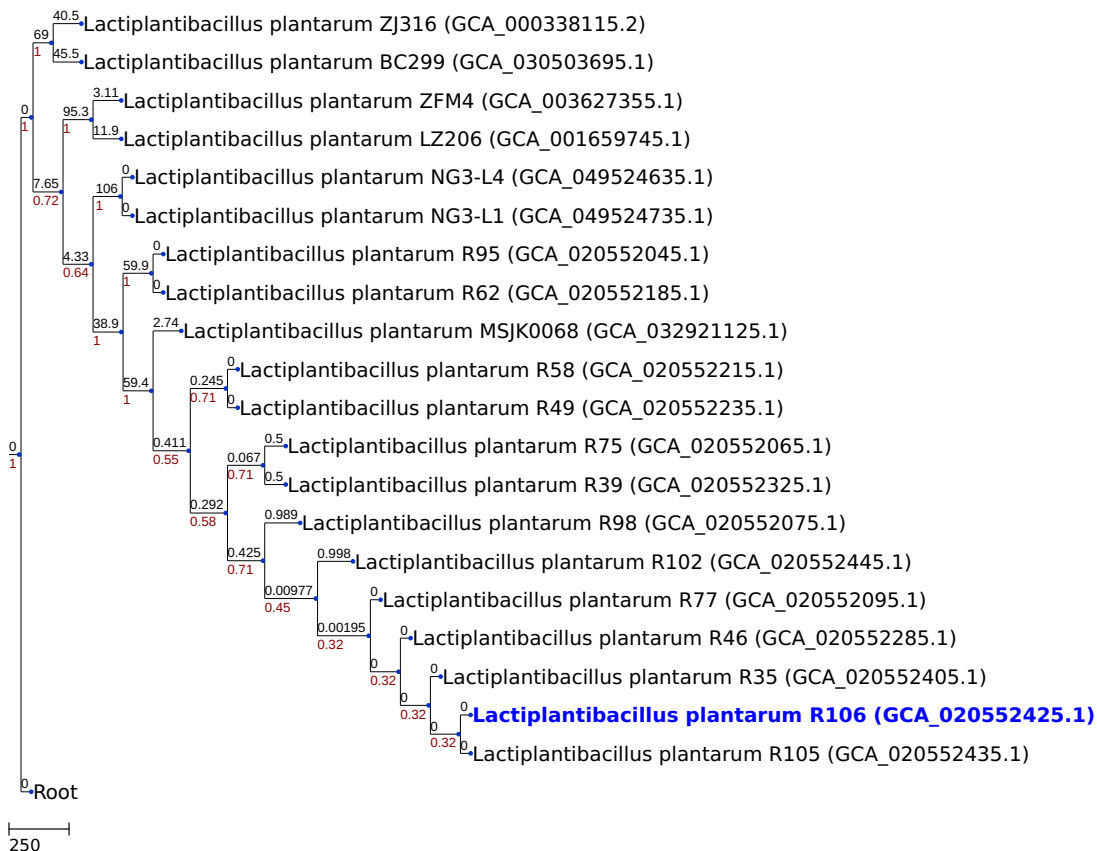 40.5
Lactiplantibacillus plantarum ZJ316 (GCA_000338115.2)
69
1
45.5
Lactiplantibacillus plantarum BC299 (GCA_030503695.1)
3.11
Lactiplantibacillus plantarum ZFM4 (GCA_003627355.1)
0
1
95.3
1
11.9
Lactiplantibacillus plantarum LZ206 (GCA_001659745.1)
0
Lactiplantibacillus plantarum NG3-L4 (GCA_049524635.1)
7.65
0.72
106
1
0
Lactiplantibacillus plantarum NG3-L1 (GCA_049524735.1)
0
Lactiplantibacillus plantarum R95 (GCA_020552045.1)
4.33
0.64
59.9
1
0
Lactiplantibacillus plantarum R62 (GCA_020552185.1)
38.9
1
2.74
Lactiplantibacillus plantarum MSJK0068 (GCA_032921125.1)
0
Lactiplantibacillus plantarum R58 (GCA_020552215.1)
59.4
1
0.245
0.71
0
Lactiplantibacillus plantarum R49 (GCA_020552235.1)
0.5
Lactiplantibacillus plantarum R75 (GCA_020552065.1)
0
1
0.411
0.55
0.067
0.71
0.5
Lactiplantibacillus plantarum R39 (GCA_020552325.1)
0.292
0.58
0.989
Lactiplantibacillus plantarum R98 (GCA_020552075.1)
0.425
0.71
0.998
Lactiplantibacillus plantarum R102 (GCA_020552445.1)
0.00977
0.45
0
Lactiplantibacillus plantarum R77 (GCA_020552095.1)
0.00195
0.32
0
Lactiplantibacillus plantarum R46 (GCA_020552285.1)
0
0.32
0
Lactiplantibacillus plantarum R35 (GCA_020552405.1)
0
0.32
0
Lactiplantibacillus plantarum R106 (GCA_020552425.1)
0
0.32
0
Lactiplantibacillus plantarum R105 (GCA_020552435.1)
0
Root
250